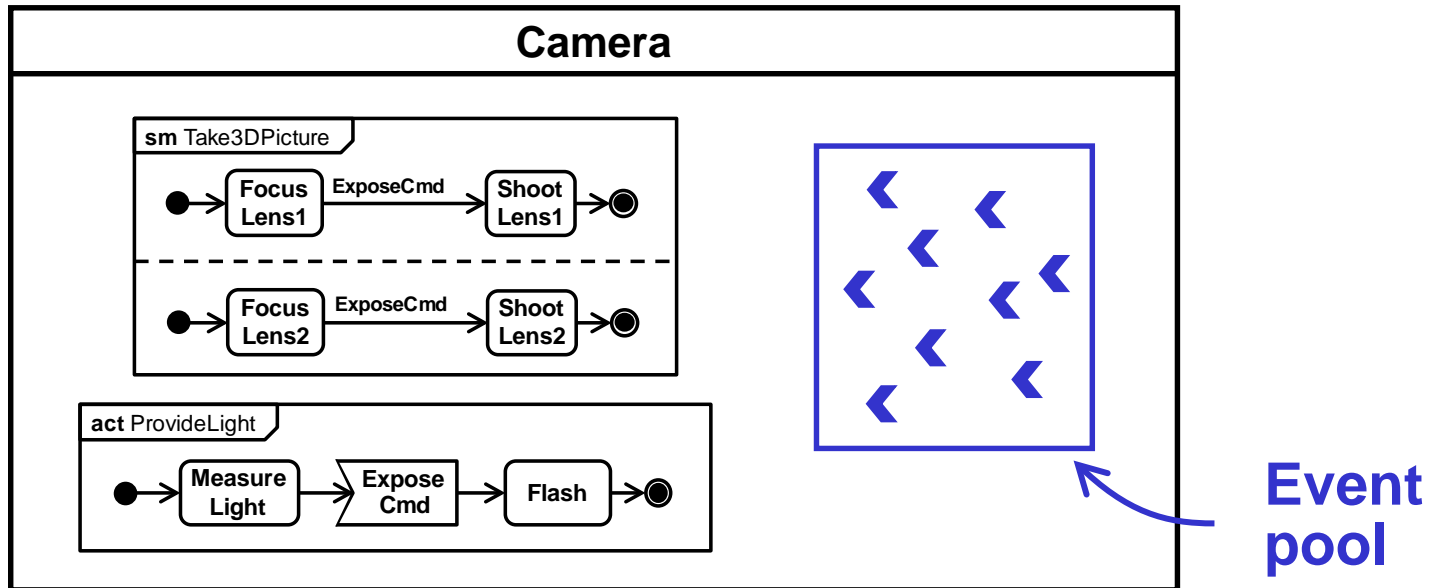 Camera
sm Take3DPicture
Focus
Lens1
ExposeCmd
Shoot
Lens1
Focus
Lens2
ExposeCmd
Shoot
Lens2
act ProvideLight
Measure
Light
Expose
Cmd
Flash
Event
pool